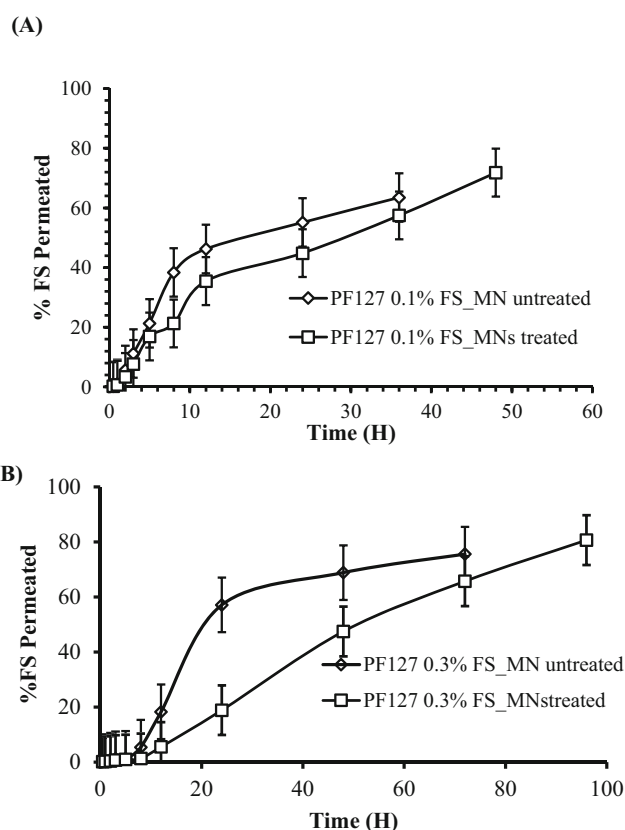 (A)
100
80
60
40
20
0
% FS Permeated
PF127 0.1% FS_MN untreated
PF127 0.1% FS_MNs treated
0 10 20 30 40 50 60
Time (H)
B)
100
80
60
40
20
0
%FS Permeated
PF127 0.3% FS_MN untreated
PF127 0.3% FS_MNstreated
0 20 40 60 80 100
Time (H)